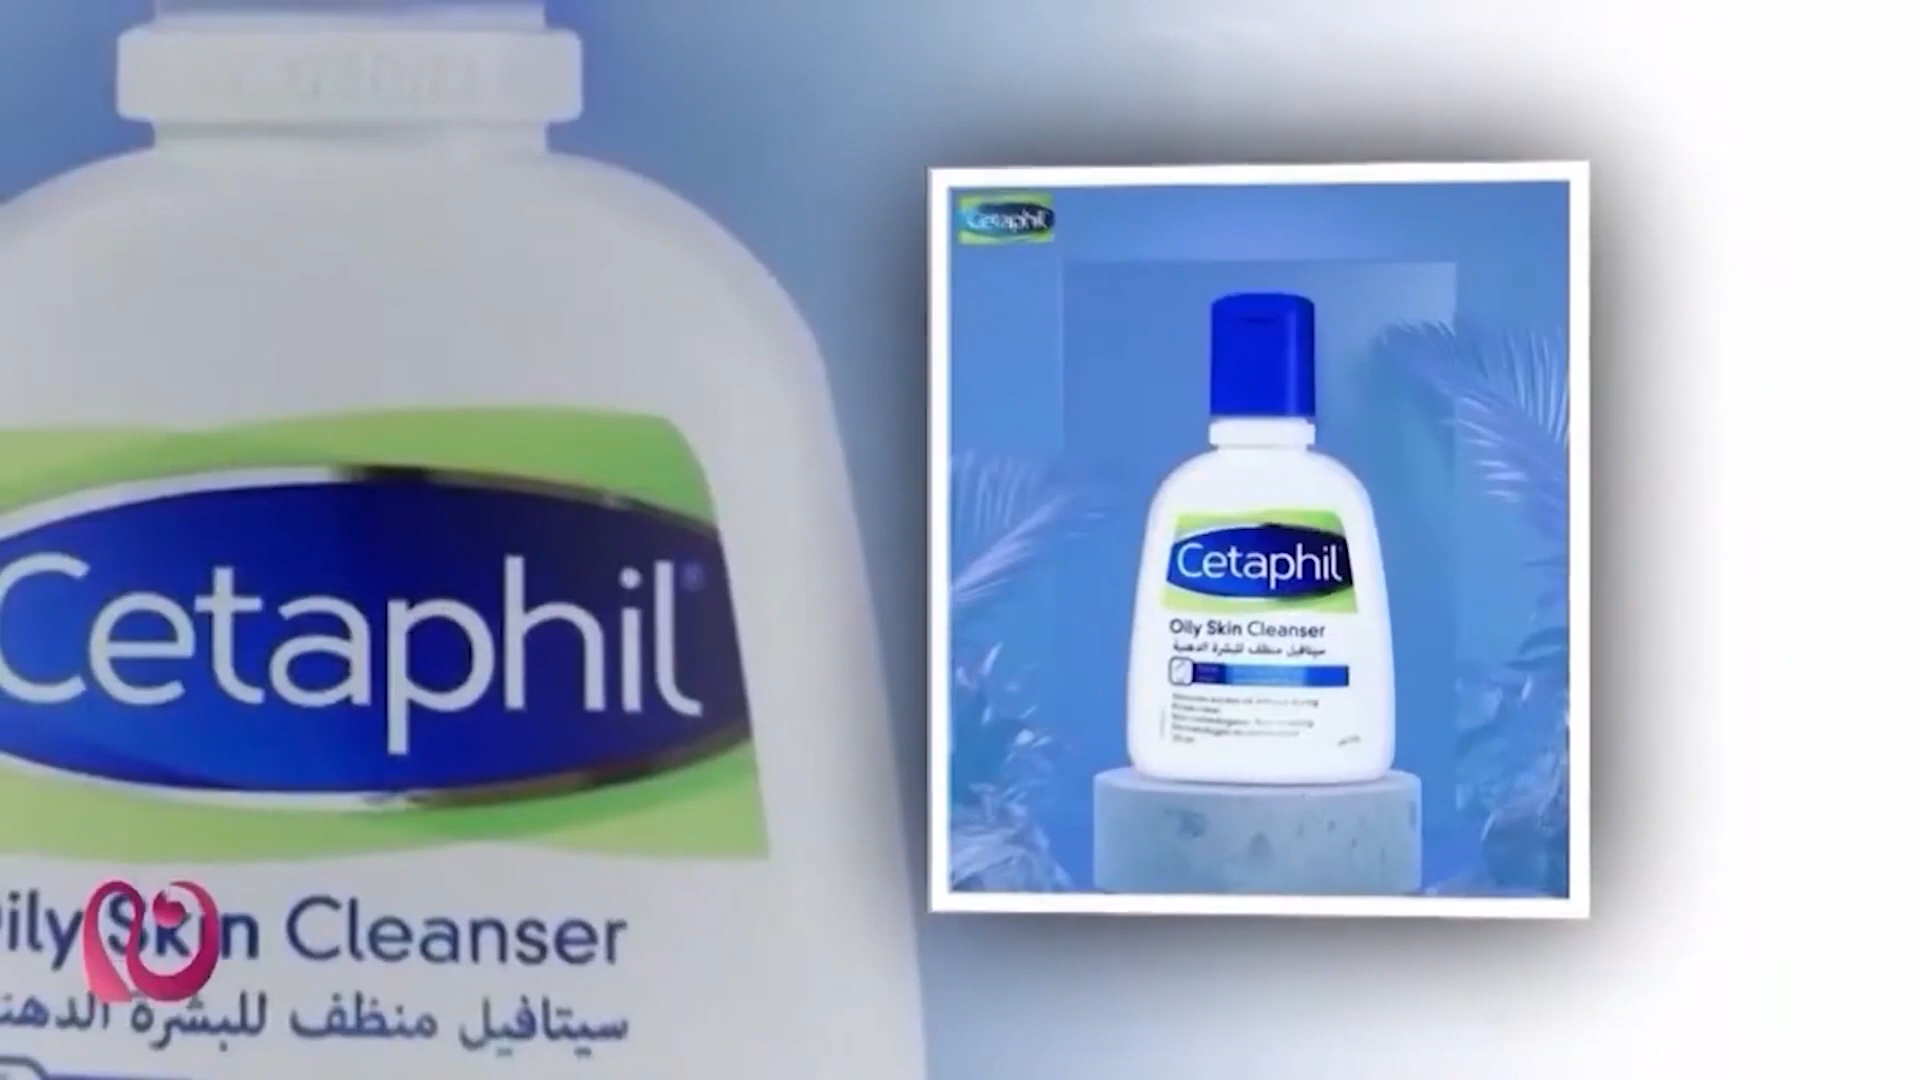 Cetaphil
ily Skin Cleanser
سيتافيل منظف للبشرة الدهن
Cetaphil
Cetaphil
Oily Skin Cleanser
سيتافيل منظف للبشرة الدهنية